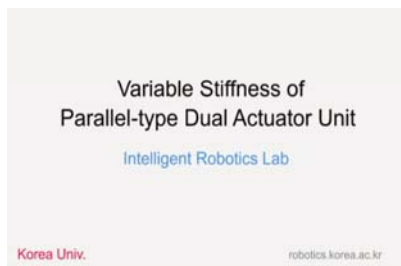 Variable Stiffness of
Parallel-type Dual Actuator Unit
Intelligent Robotics Lab
Korea Univ.
robotics.korea.ac.kr